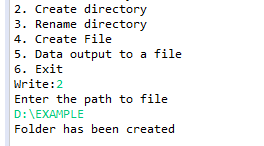 2. Create directory
3. Rename directory
4. Create File
5. Data output to a file
6. Exit
Write:2
Enter the path to file
D:\EXAMPLE
Folder has been created